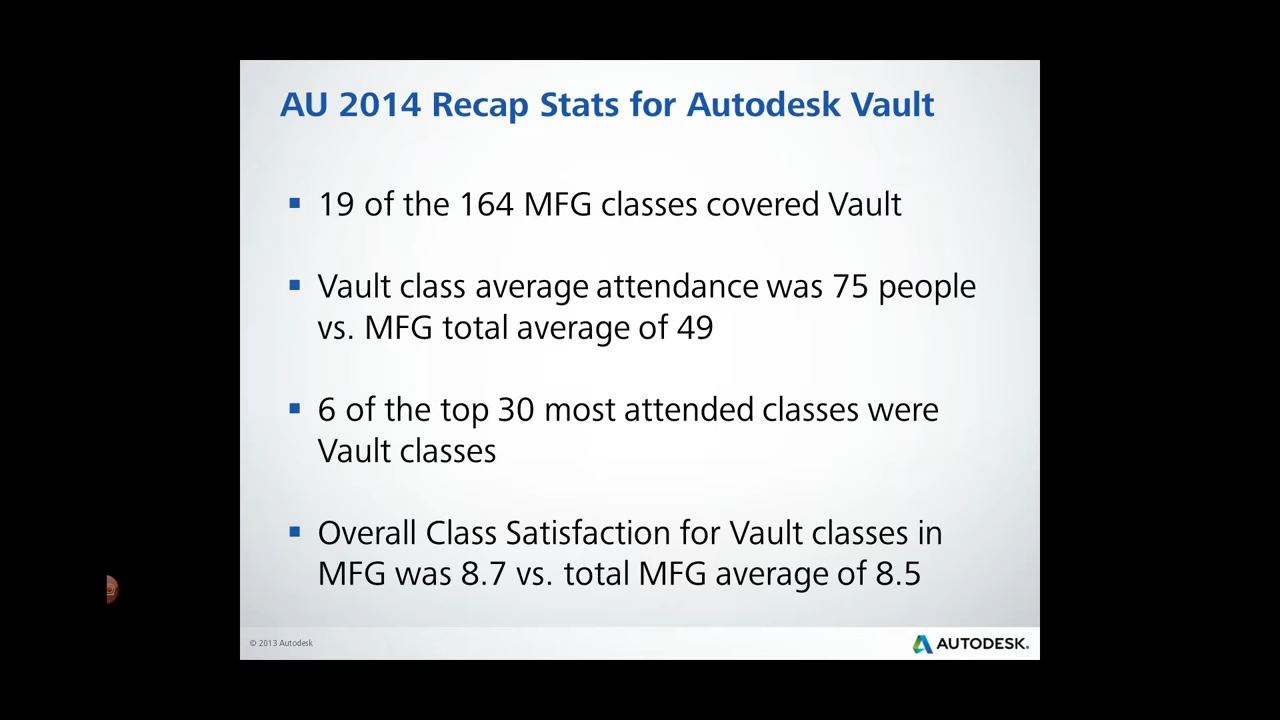 AU 2014 Recap Stats for Autodesk Vault
▪ 19 of the 164 MFG classes covered Vault
▪ Vault class average attendance was 75 people
vs. MFG total average of 49
▪ 6 of the top 30 most attended classes were
Vault classes
▪ Overall Class Satisfaction for Vault classes in
MFG was 8.7 vs. total MFG average of 8.5
© 2013 Autodesk
AUTODESK.